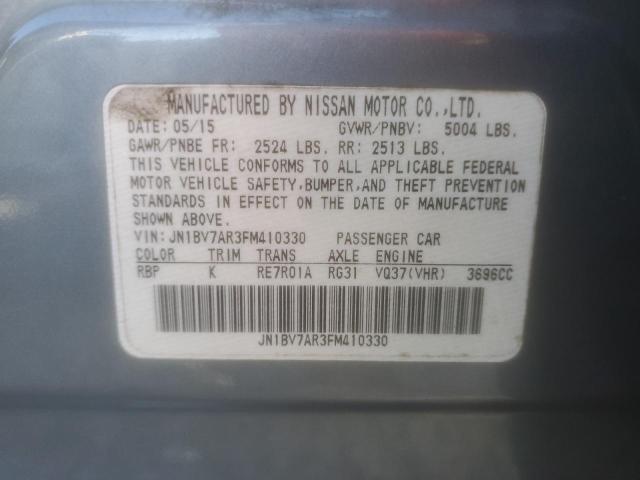 MANUFACTURED BY NISSAN MOTOR CO.,LTD.
DATE: 05/15 GVWR/PNBV: 5004 LBS.
GAWR/PNBE FR: 2524 LBS. RR: 2513 LBS.
THIS VEHICLE CONFORMS TO ALL APPLICABLE FEDERAL
MOTOR VEHICLE SAFETY,BUMPER,AND THEFT PREVENTION
STANDARDS IN EFFECT ON THE DATE OF MANUFACTURE
SHOWN ABOVE.
VIN: JN1BV7AR3FM410330 PASSENGER CAR
COLOR TRIM TRANS AXLE ENGINE
RBP K RE7R01A RG31 VQ37(VHR) 3696CC
JN1BV7AR3FM410330